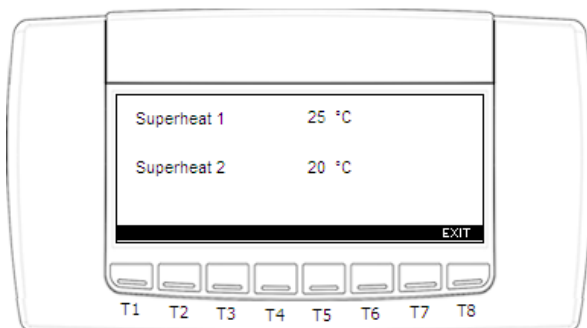 Superheat 1 25 °C
Superheat 2 20 °C
EXIT
T1 T2 T3 T4 T5 T6 T7 T8